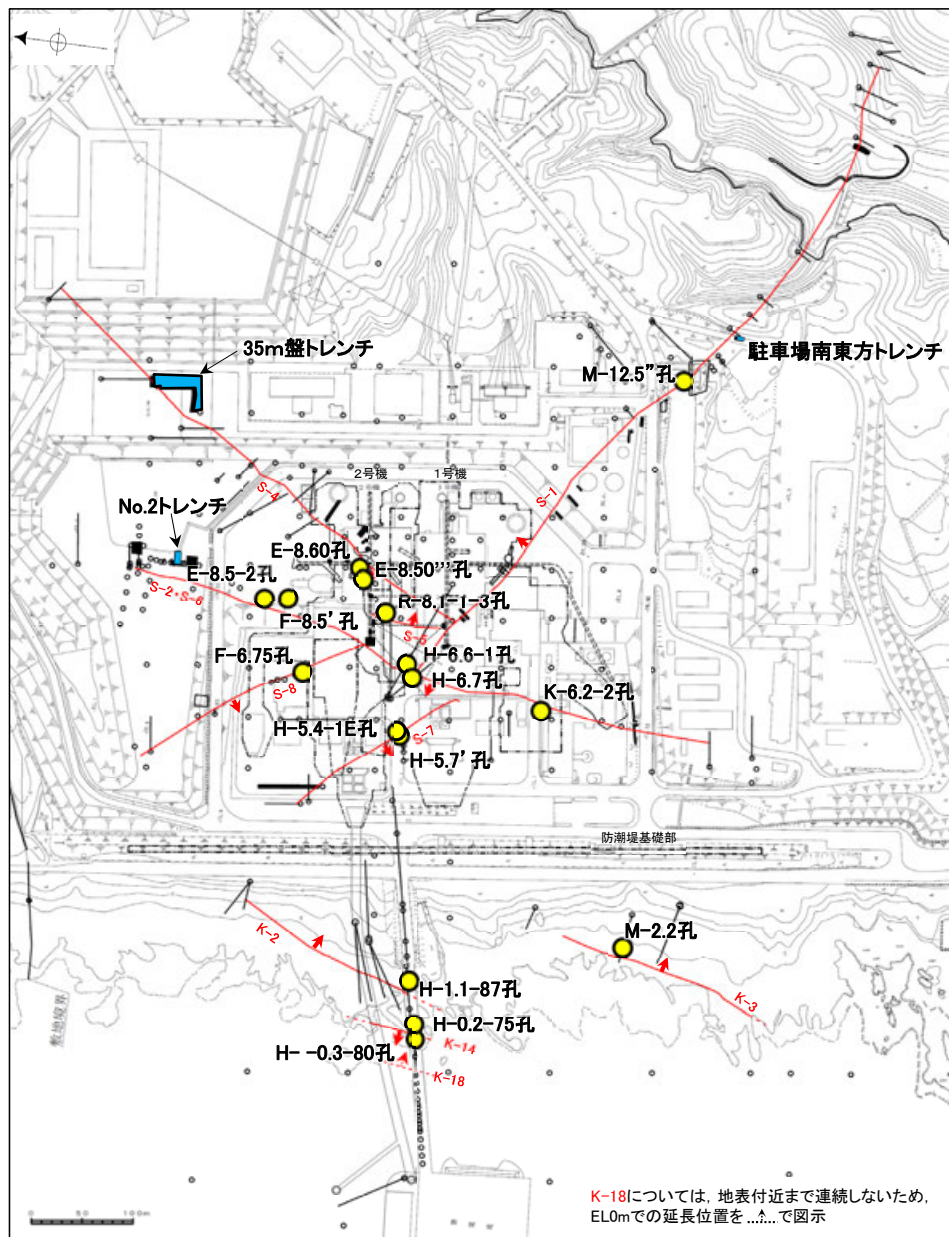 35m盤トレンチ
駐車場南東方トレンチ
M-12.5”孔
2号機
1号機
S-4
S-1
No.2トレンチ
E-8.60孔
E-8.50'''孔
E-8.5-2孔
S-2・S-6
R-8.1-1-3孔
F-8.5’孔
S-5
H-6.6-1孔
F-6.75孔
H-6.7孔
S-8
K-6.2-2孔
H-5.4-1E孔
S-7
H-5.7’孔
防潮堤基礎部
K-2
M-2.2孔
K-3
H-1.1-87孔
敷地境界
H-0.2-75孔
K-14
H- -0.3-80孔
K-18
K-18については，地表付近まで連続しないため，
EL0mでの延長位置を で図示
0 50 100m